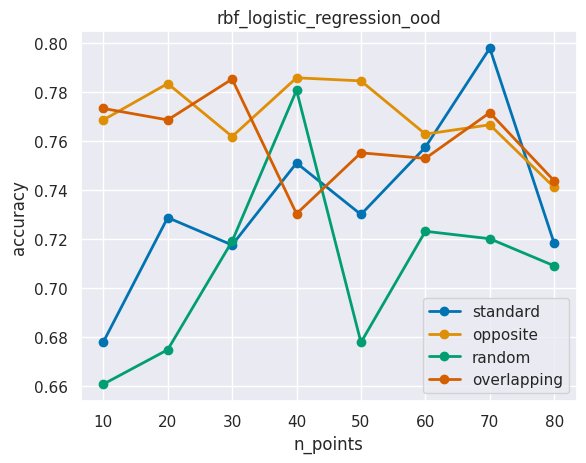 rbf_logistic_regression_ood
accuracy
0.80
0.78
0.76
0.74
0.72
0.70
0.68
0.66
10 20 30 40 50 60 70 80
n_points
standard
opposite
random
overlapping